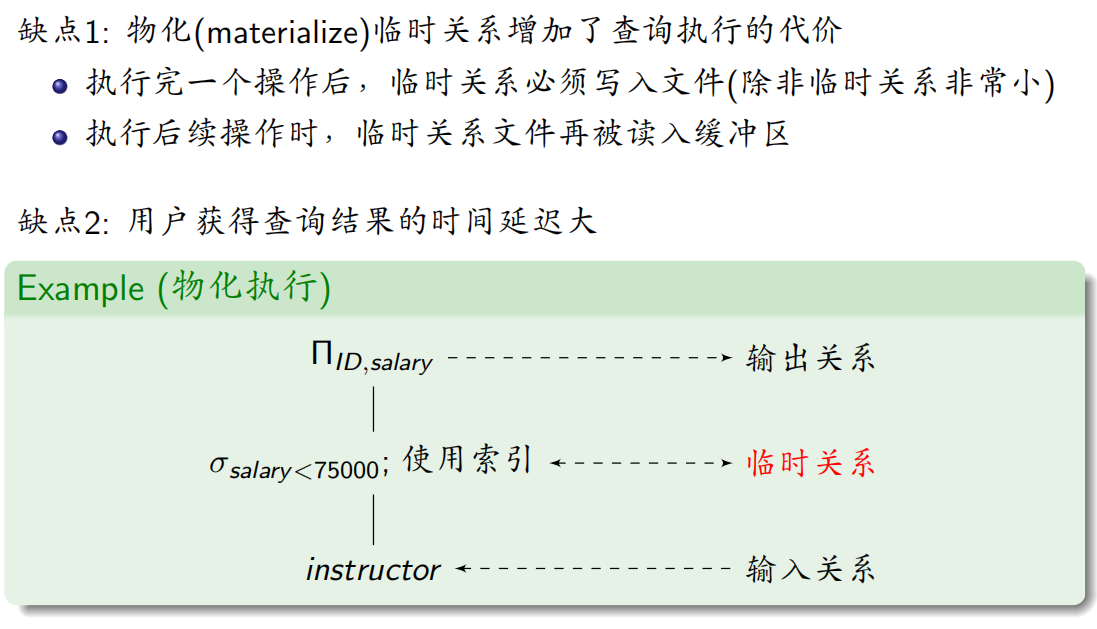 缺点1: 物化(materialize)临时关系增加了查询执行的代价
执行完一个操作后，临时关系必须写入文件(除非临时关系非常小)
执行后续操作时，临时关系文件再被读入缓冲区
缺点2: 用户获得查询结果的时间延迟大
Example (物化执行)
Π_{ID,salary} 输出关系
σ_{salary<75000}; 使用索引 临时关系
instructor 输入关系